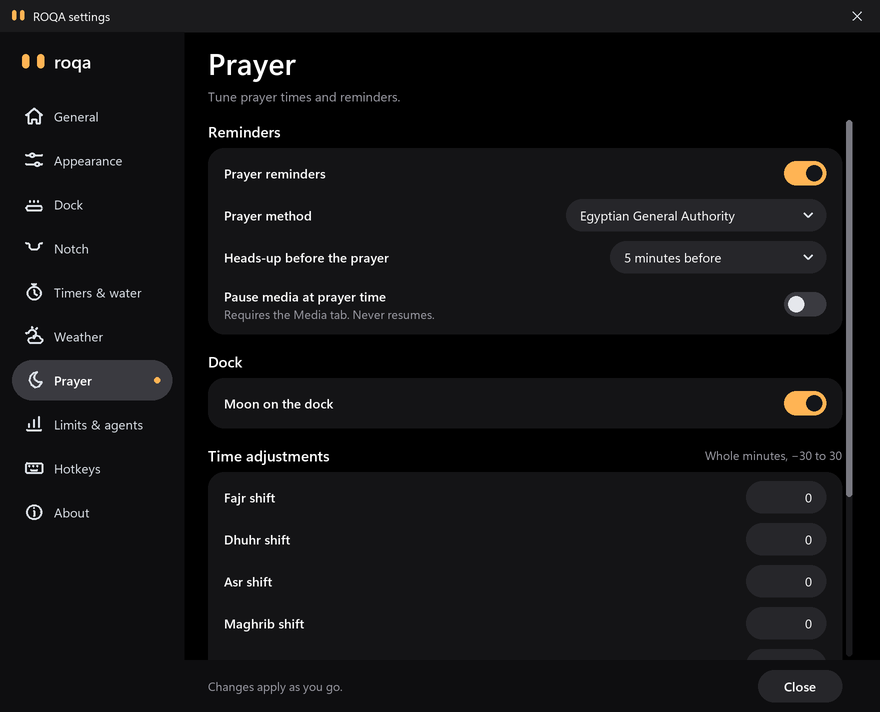 ROQA settings
roqa
General
Appearance
Dock
Notch
Timers & water
Weather
Prayer
Limits & agents
Hotkeys
About
Prayer
Tune prayer times and reminders.
Reminders
Prayer reminders
Prayer method
Egyptian General Authority
Heads-up before the prayer
5 minutes before
Pause media at prayer time
Requires the Media tab. Never resumes.
Dock
Moon on the dock
Time adjustments
Whole minutes, −30 to 30
Fajr shift
0
Dhuhr shift
0
Asr shift
0
Maghrib shift
0
Changes apply as you go.
Close